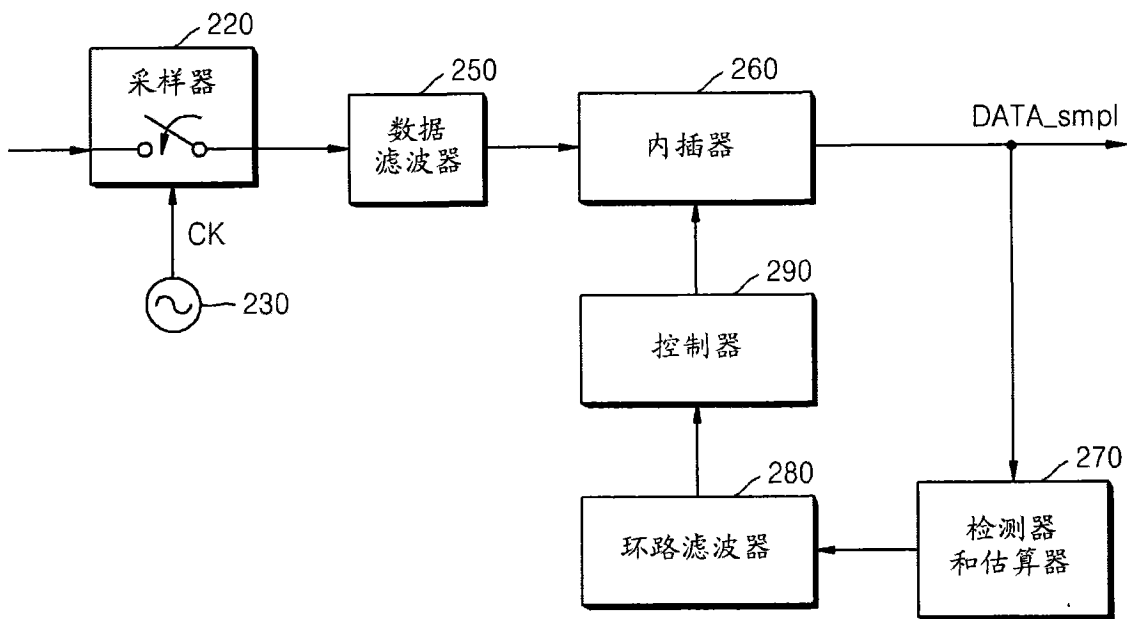 220
采样器
250
数据
滤波器
260
内插器
DATA_smpl
CK
230
290
控制器
280
环路滤波器
270
检测器
和估算器